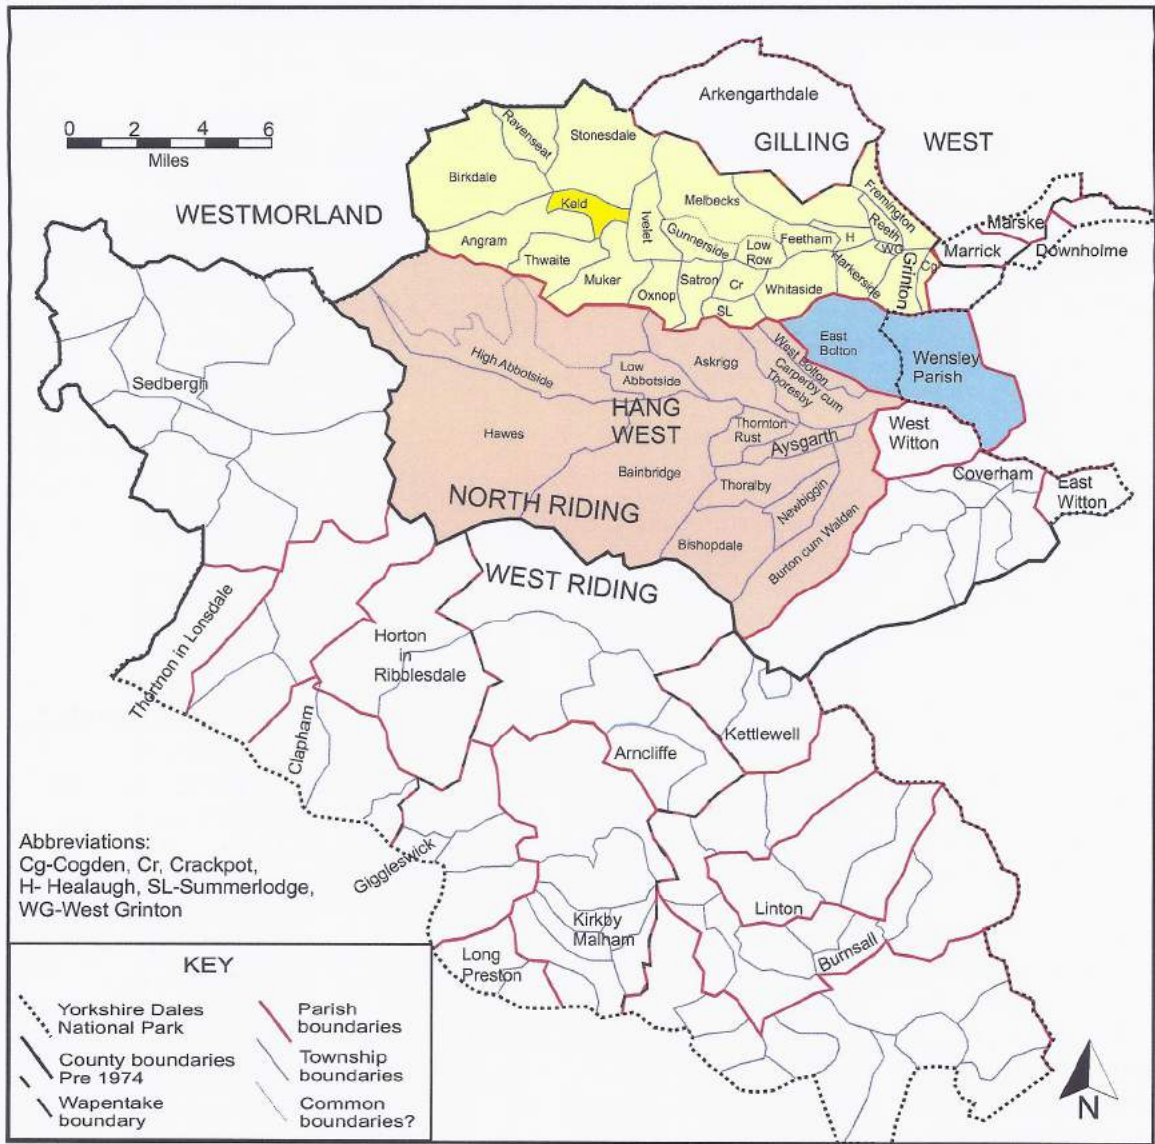 Arkengarthdale
GILLING WEST
0 2 4 6
Miles
Ravenseat
Stonesdale
Birkdale
Keld
Melbecks
Fremington
WESTMORLAND
Ivelet
Reeth
Marske
Angram
Gunnerside
Low
Row
Feetham
H
WG
Marrick
Downholme
Thwaite
Harkerside
Grinton
Cg
Muker
Oxnop
Satron
Cr
Whitaside
SL
East
Bolton
Wensley
Parish
Sedbergh
High Abbotside
Low
Abbotside
Askrigg
West Bolton
Carperby cum
Thoresby
HANG
WEST
Hawes
Thornton
Rust
Aysgarth
West
Witton
Bainbridge
Thoralby
Newbiggin
Coverham
East
Witton
NORTH RIDING
Bishopdale
Burton cum Walden
WEST RIDING
Thortnon in Lonsdale
Horton
in
Ribblesdale
Clapham
Kettlewell
Arncliffe
Abbreviations:
Cg-Cogden, Cr, Crackpot,
H- Healaugh, SL-Summerlodge,
WG-West Grinton
Giggleswick
Linton
Kirkby
Malham
Burnsall
Long
Preston
KEY
Yorkshire Dales
National Park
County boundaries
Pre 1974
Wapentake
boundary
Parish
boundaries
Township
boundaries
Common
boundaries?
N